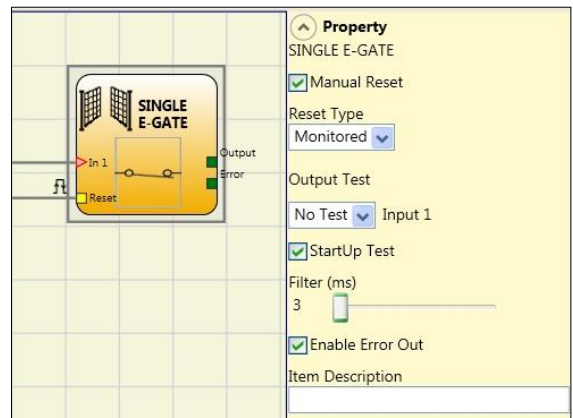 SINGLE
E-GATE
In 1
Reset
Output
Error
Property
SINGLE E-GATE
Manual Reset
Reset Type
Monitored
Output Test
No Test Input 1
StartUp Test
Filter (ms)
3
Enable Error Out
Item Description